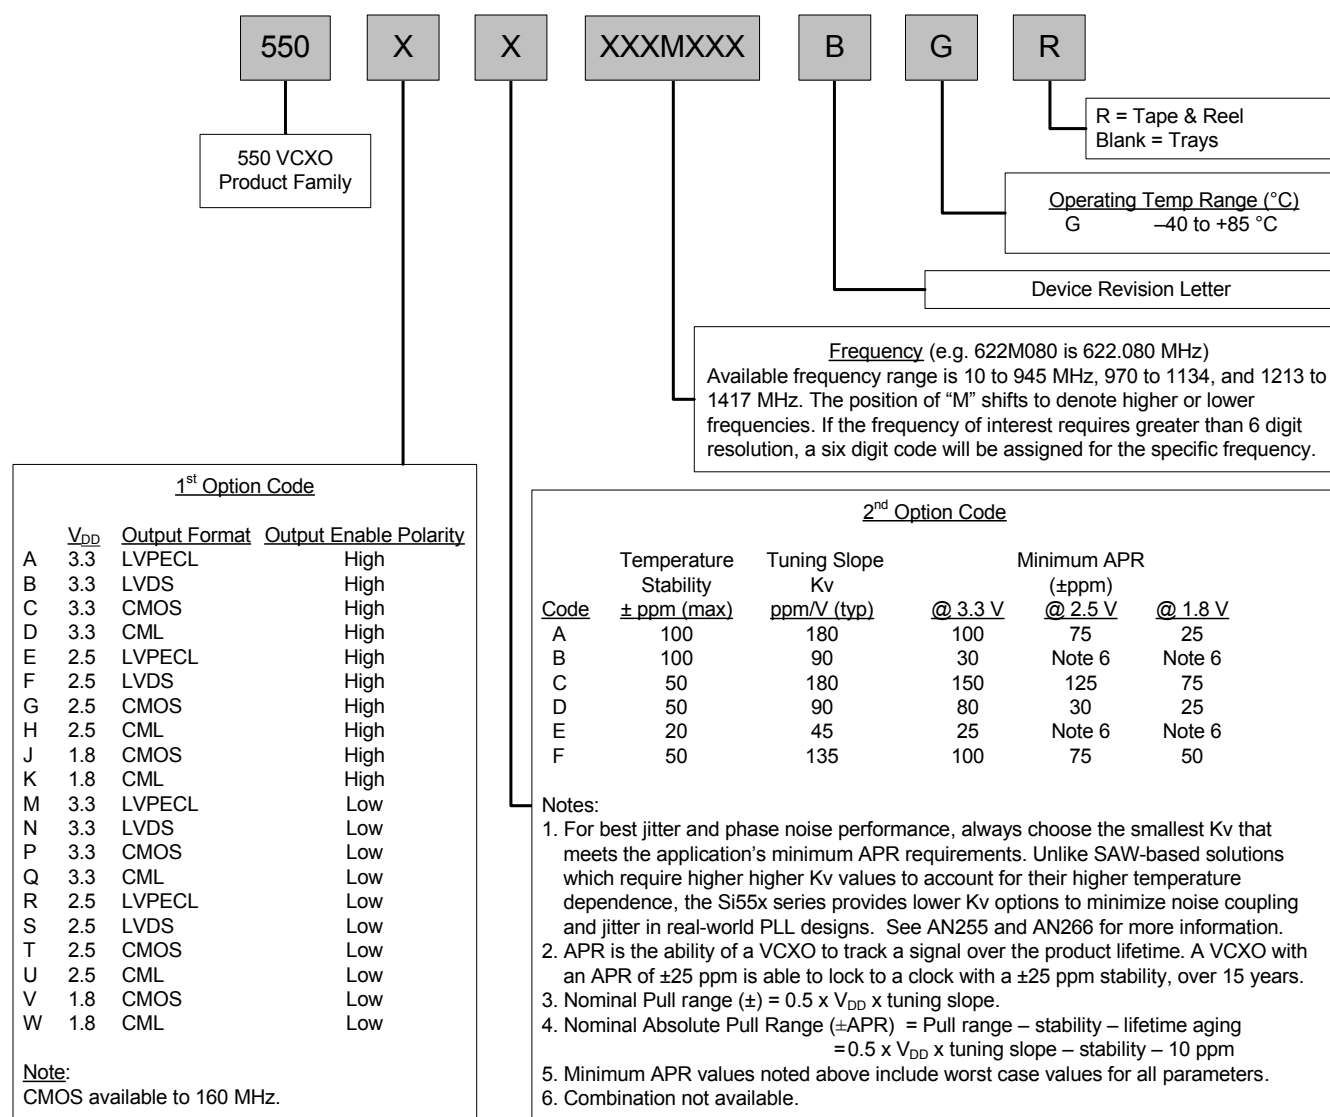 550 X X XXXMXXX B G R
R = Tape & Reel
Blank = Trays
550 VCXO
Product Family
Operating Temp Range (°C)
G –40 to +85 °C
Device Revision Letter
Frequency (e.g. 622M080 is 622.080 MHz)
Available frequency range is 10 to 945 MHz, 970 to 1134, and 1213 to
1417 MHz. The position of “M” shifts to denote higher or lower
frequencies. If the frequency of interest requires greater than 6 digit
resolution, a six digit code will be assigned for the specific frequency.
1st Option Code
VDD Output Format Output Enable Polarity
A 3.3 LVPECL High
B 3.3 LVDS High
C 3.3 CMOS High
D 3.3 CML High
E 2.5 LVPECL High
F 2.5 LVDS High
G 2.5 CMOS High
H 2.5 CML High
J 1.8 CMOS High
K 1.8 CML High
M 3.3 LVPECL Low
N 3.3 LVDS Low
P 3.3 CMOS Low
Q 3.3 CML Low
R 2.5 LVPECL Low
S 2.5 LVDS Low
T 2.5 CMOS Low
U 2.5 CML Low
V 1.8 CMOS Low
W 1.8 CML Low
Note:
CMOS available to 160 MHz.
2nd Option Code
Temperature Tuning Slope Minimum APR
Stability Kv (±ppm)
Code ± ppm (max) ppm/V (typ) @ 3.3 V @ 2.5 V @ 1.8 V
A 100 180 100 75 25
B 100 90 30 Note 6 Note 6
C 50 180 150 125 75
D 50 90 80 30 25
E 20 45 25 Note 6 Note 6
F 50 135 100 75 50
Notes:
1. For best jitter and phase noise performance, always choose the smallest Kv that
meets the application’s minimum APR requirements. Unlike SAW-based solutions
which require higher higher Kv values to account for their higher temperature
dependence, the Si55x series provides lower Kv options to minimize noise coupling
and jitter in real-world PLL designs. See AN255 and AN266 for more information.
2. APR is the ability of a VCXO to track a signal over the product lifetime. A VCXO with
an APR of ±25 ppm is able to lock to a clock with a ±25 ppm stability, over 15 years.
3. Nominal Pull range (±) = 0.5 x VDD x tuning slope.
4. Nominal Absolute Pull Range (±APR) = Pull range – stability – lifetime aging
= 0.5 x VDD x tuning slope – stability – 10 ppm
5. Minimum APR values noted above include worst case values for all parameters.
6. Combination not available.